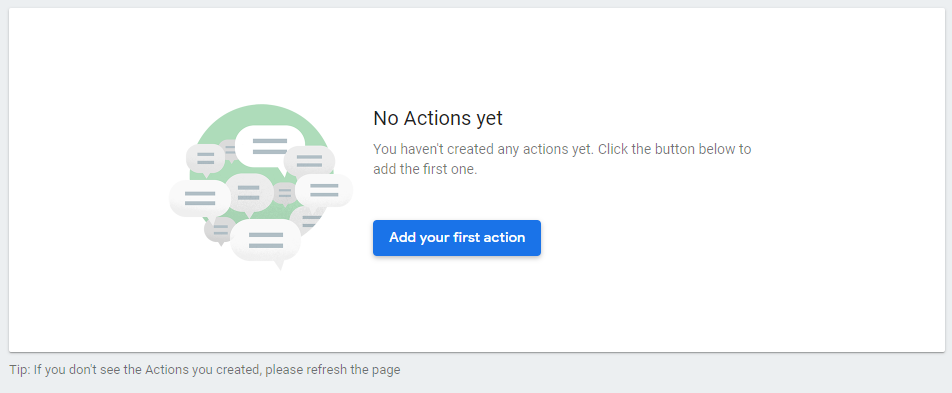 No Actions yet
You haven't created any actions yet. Click the button below to
add the first one.
Add your first action
Tip: If you don't see the Actions you created, please refresh the page